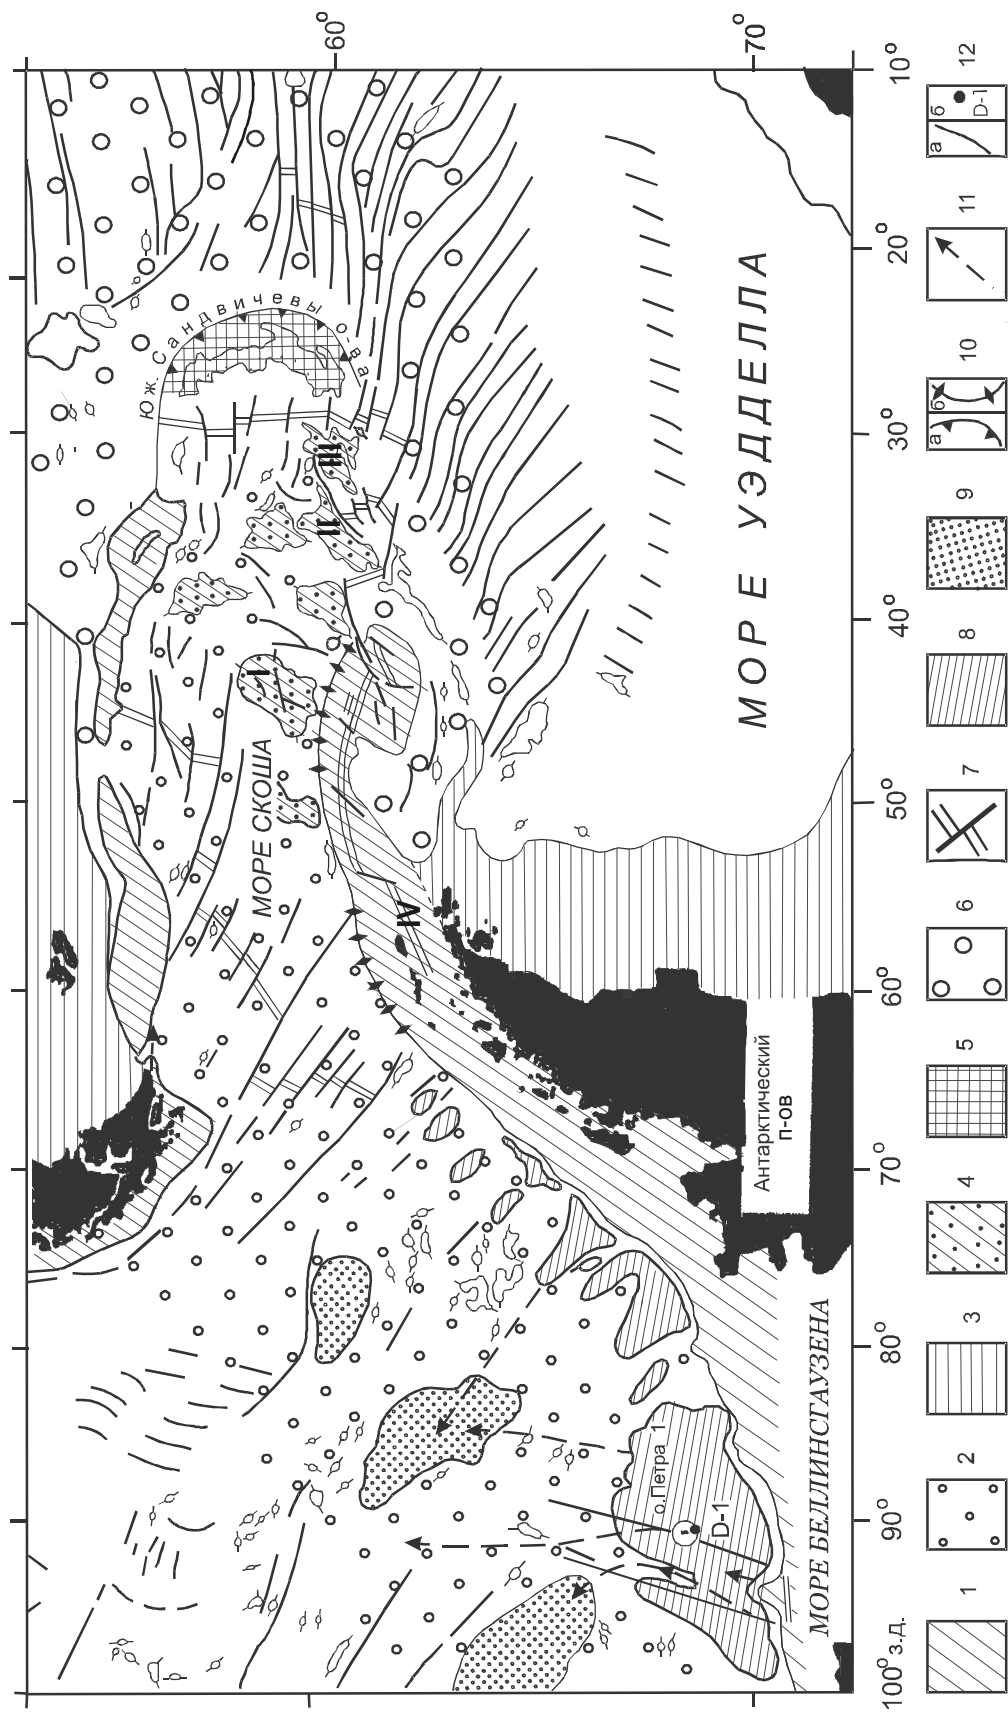 60°
70°
Юж. Сандвичевы о-ва
МОРЕ СКОША
МОРЕ УЭДДЕЛЛА
I
II
III
IV
Антарктический
п-ов
о.Петра 1
D-1
МОРЕ БЕЛЛИНСГАУЗЕНА
100° з.д.
90°
80°
70°
60°
50°
40°
30°
20°
10°
1
2
3
4
5
6
7
8
9
а б
10
11
а б
D-1
12